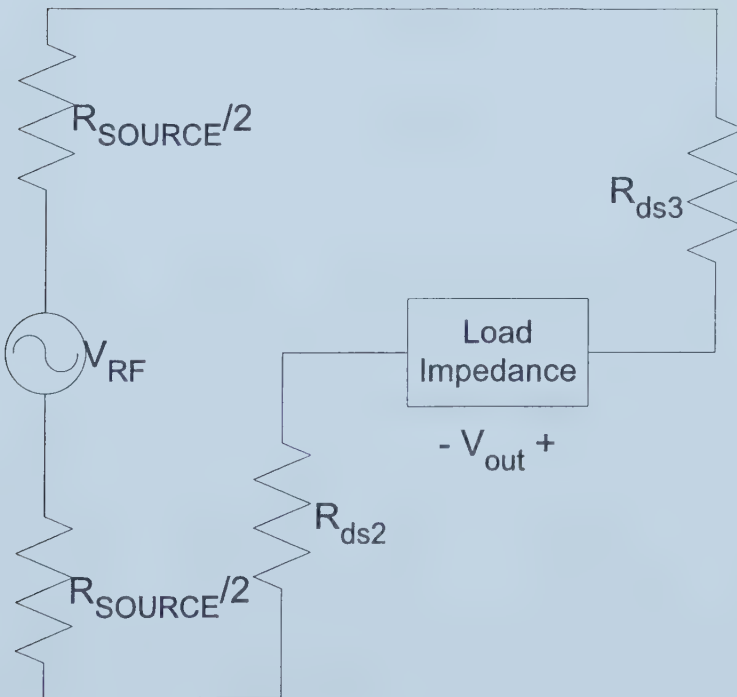 R_SOURCE/2
R_ds3
V_RF
Load
Impedance
- V_out +
R_ds2
R_SOURCE/2